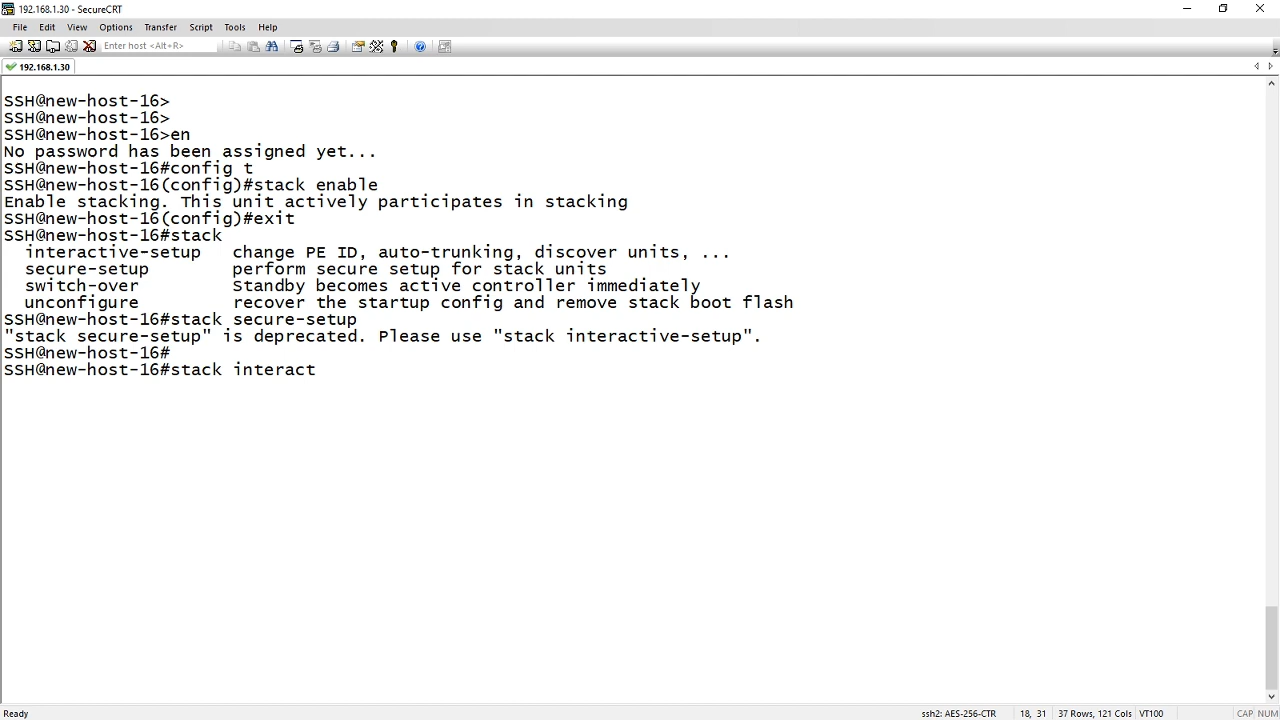 192.168.1.30 - SecureCRT
File Edit View Options Transfer Script Tools Help
Enter host <Alt+R>
192.168.1.30
SSH@new-host-16>
SSH@new-host-16>
SSH@new-host-16>en
No password has been assigned yet...
SSH@new-host-16#config t
SSH@new-host-16(config)#stack enable
Enable stacking. This unit actively participates in stacking
SSH@new-host-16(config)#exit
SSH@new-host-16#stack
interactive-setup change PE ID, auto-trunking, discover units, ...
secure-setup perform secure setup for stack units
switch-over Standby becomes active controller immediately
unconfigure recover the startup config and remove stack boot flash
SSH@new-host-16#stack secure-setup
"stack secure-setup" is deprecated. Please use "stack interactive-setup".
SSH@new-host-16#
SSH@new-host-16#stack interact
Ready ssh2: AES-256-CTR 18, 31 37 Rows, 121 Cols VT100 CAP NUM